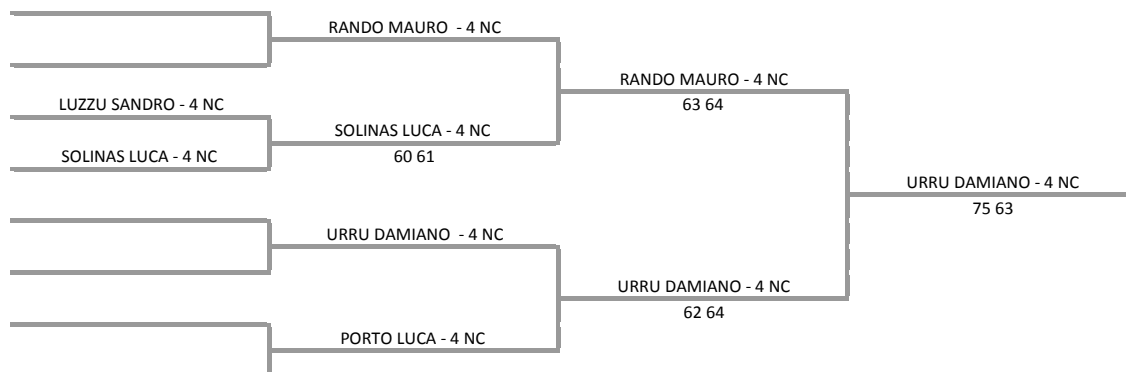 RANDO MAURO - 4 NC
RANDO MAURO - 4 NC
LUZZU SANDRO - 4 NC
63 64
SOLINAS LUCA - 4 NC
SOLINAS LUCA - 4 NC
60 61
URRU DAMIANO - 4 NC
75 63
URRU DAMIANO - 4 NC
URRU DAMIANO - 4 NC
62 64
PORTO LUCA - 4 NC